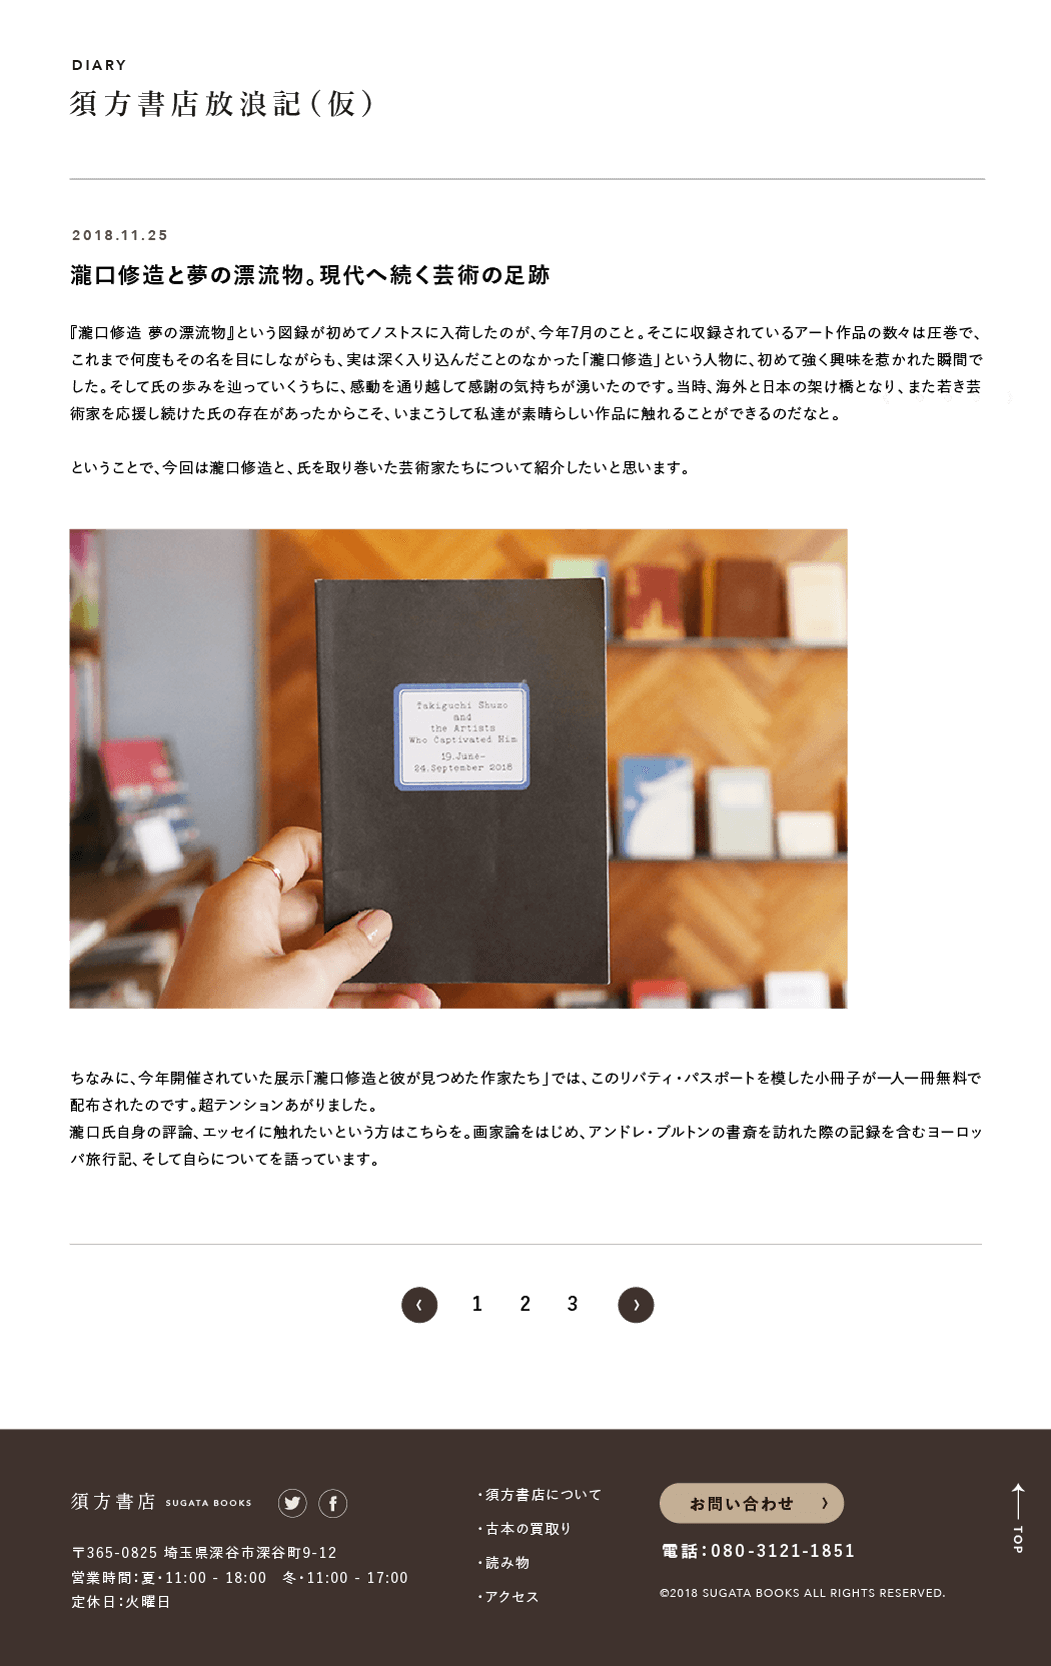 DIARY
須方書店放浪記(仮)
2018.11.25
瀧口修造と夢の漂流物。現代へ続く芸術の足跡
『瀧口修造 夢の漂流物』という図録が初めてノストスに入荷したのが、今年7月のこと。そこに収録されているアート作品の数々は圧巻で、
これまで何度もその名を目にしながらも、実は深く入り込んだことのなかった「瀧口修造」という人物に、初めて強く興味を惹かれた瞬間で
した。そして氏の歩みを辿っていくうちに、感動を通り越して感謝の気持ちが湧いたのです。当時、海外と日本の架け橋となり、また若き芸
術家を応援し続けた氏の存在があったからこそ、いまこうして私達が素晴らしい作品に触れることができるのだなと。
ということで、今回は瀧口修造と、氏を取り巻いた芸術家たちについて紹介したいと思います。
Takiguchi Shuzo
and
the Artists
Who Captivated Him
19.June-
24.September 2018
ちなみに、今年開催されていた展示「瀧口修造と彼が見つめた作家たち」では、このリバティ・パスポートを模した小冊子が一人一冊無料で
配布されたのです。超テンションあがりました。
瀧口氏自身の評論、エッセイに触れたいという方はこちらを。画家論をはじめ、アンドレ・ブルトンの書斎を訪れた際の記録を含むヨーロッ
パ旅行記、そして自らについてを語っています。
‹ 1 2 3 ›
須方書店 SUGATA BOOKS
〒365-0825 埼玉県深谷市深谷町9-12
営業時間:夏・11:00 - 18:00 冬・11:00 - 17:00
定休日:火曜日
・須方書店について
・古本の買取り
・読み物
・アクセス
お問い合わせ ›
電話:080-3121-1851
©2018 SUGATA BOOKS ALL RIGHTS RESERVED.
TOP